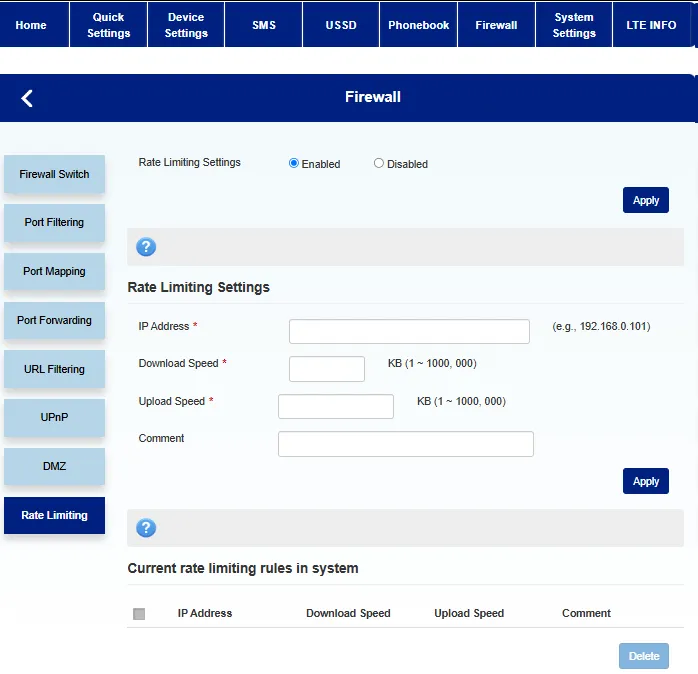 Home
Quick
Settings
Device
Settings
SMS
USSD
Phonebook
Firewall
System
Settings
LTE INFO
Firewall
Firewall Switch
Port Filtering
Port Mapping
Port Forwarding
URL Filtering
UPnP
DMZ
Rate Limiting
Rate Limiting Settings Enabled Disabled
Apply
?
Rate Limiting Settings
IP Address * (e.g., 192.168.0.101)
Download Speed * KB (1 ~ 1000, 000)
Upload Speed * KB (1 ~ 1000, 000)
Comment
Apply
?
Current rate limiting rules in system
IP Address Download Speed Upload Speed Comment
Delete